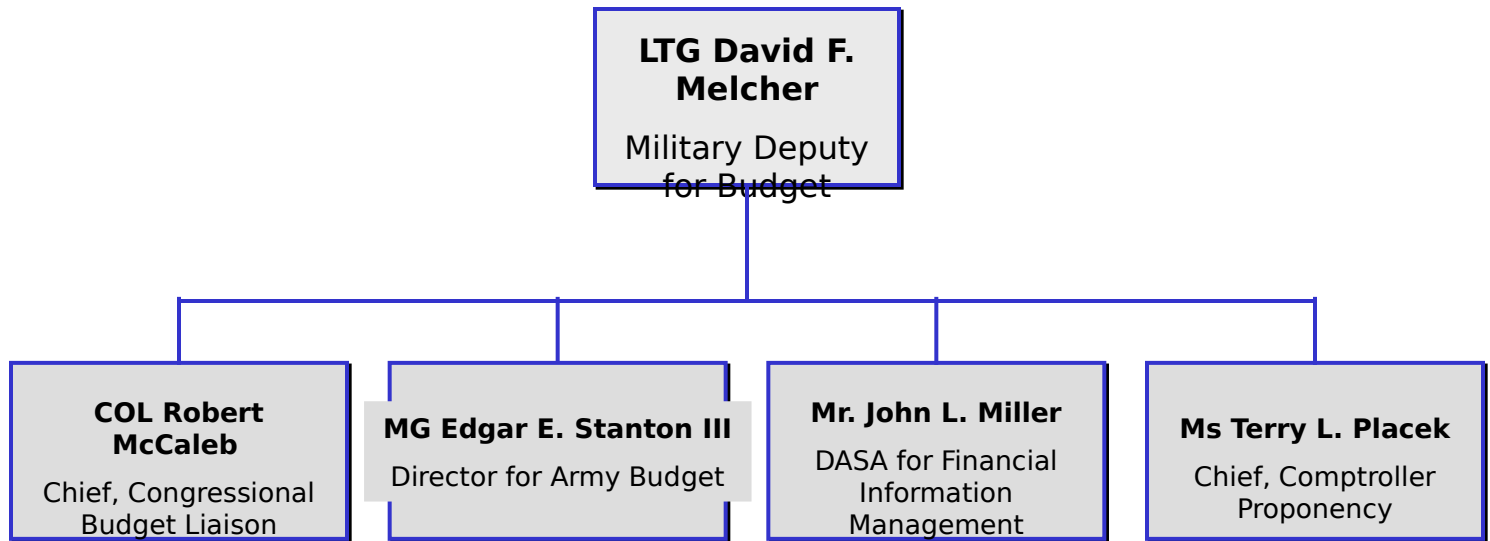 LTG David F.
Melcher
Military Deputy
for Budget
COL Robert
McCaleb
Chief, Congressional
Budget Liaison
MG Edgar E. Stanton III
Director for Army Budget
Mr. John L. Miller
DASA for Financial
Information
Management
Ms Terry L. Placek
Chief, Comptroller
Proponency